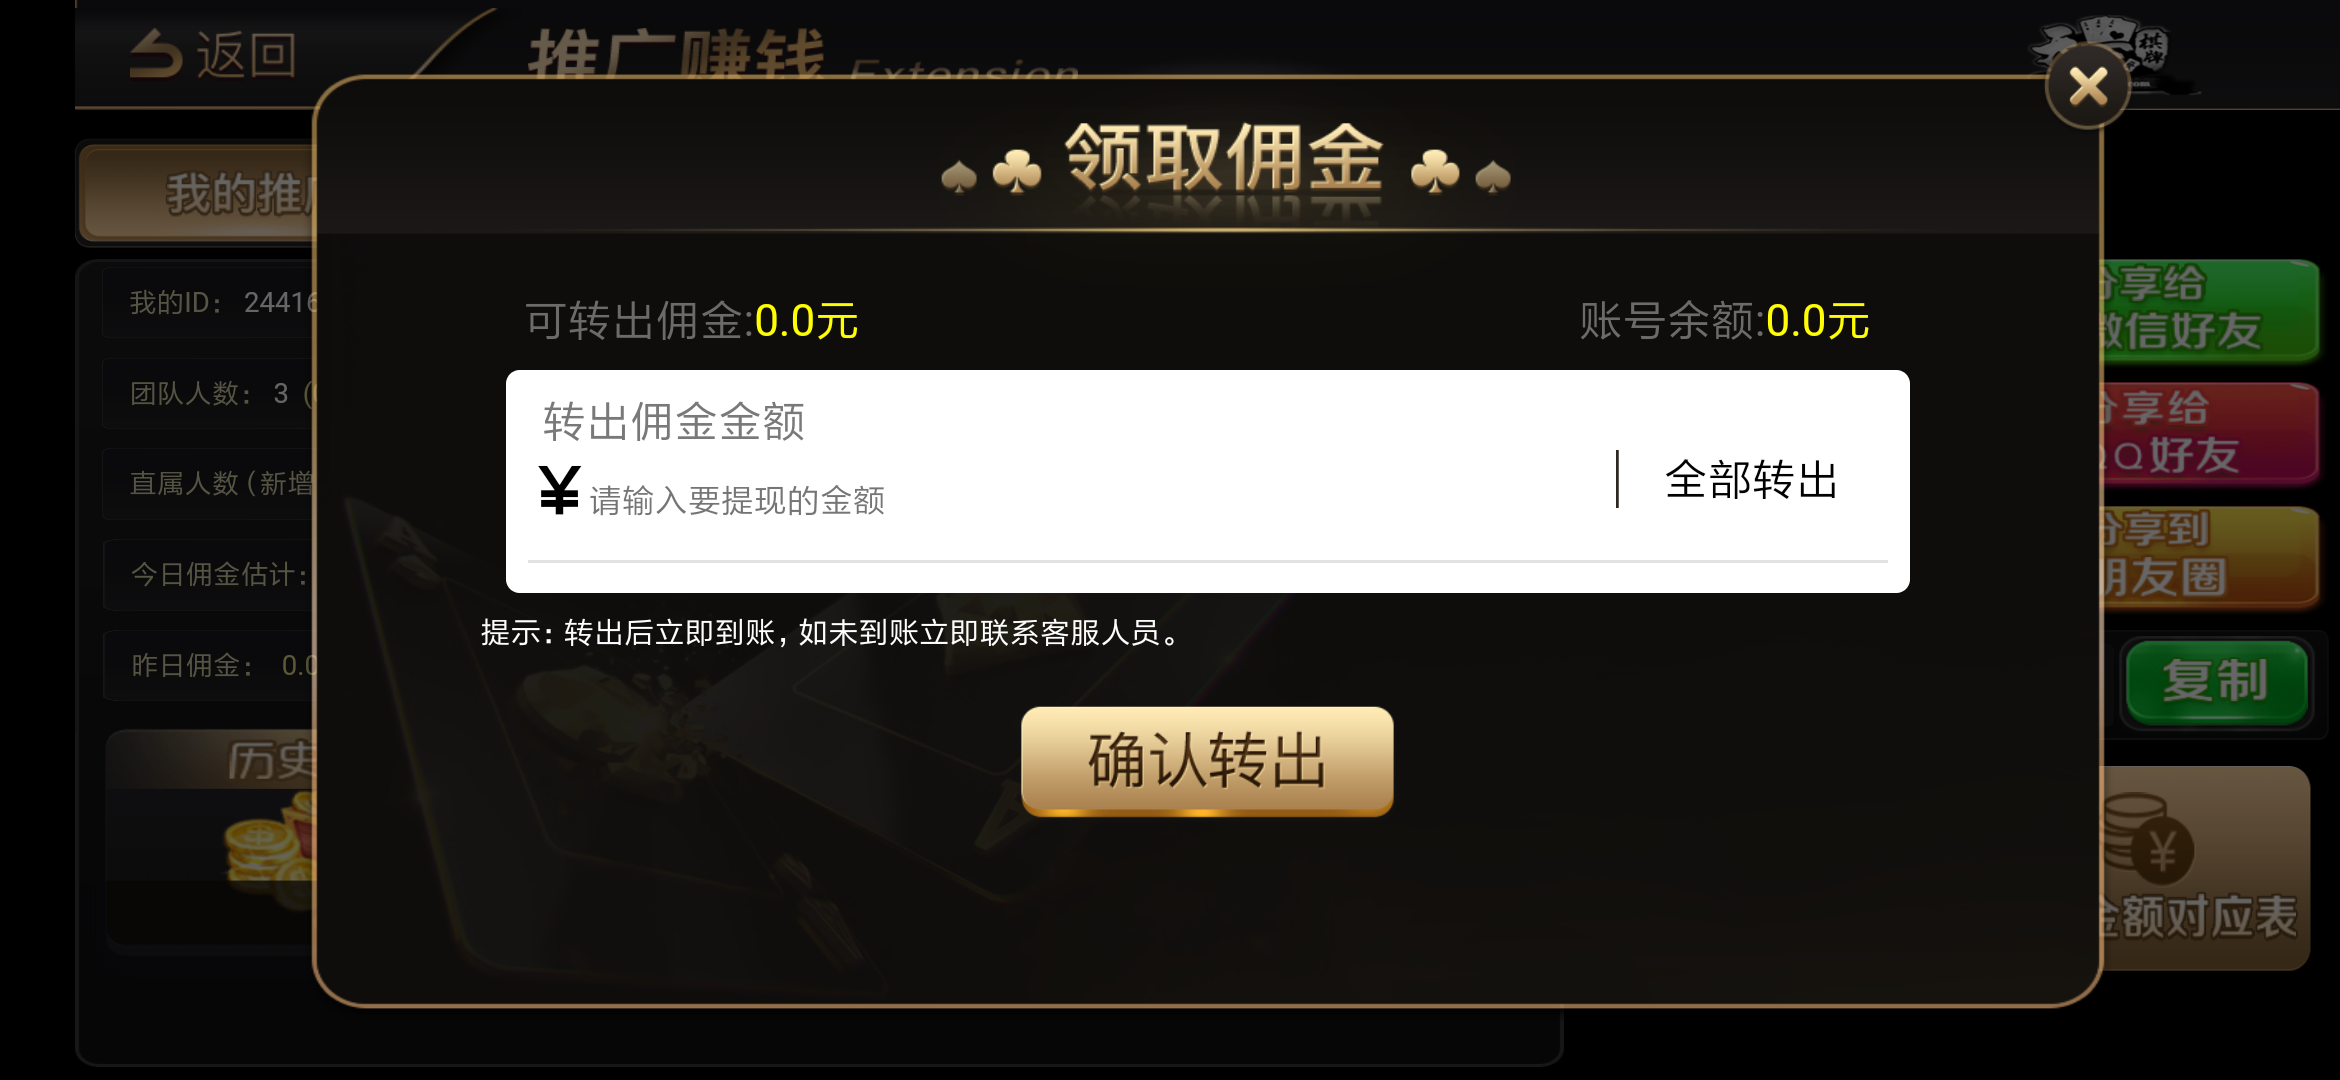 返回
推广赚钱 Extension
棋牌
领取佣金
我的推
我的ID： 24416
团队人数： 3 (
直属人数（新增
今日佣金估计：
昨日佣金： 0.0
历史
可转出佣金:0.0元
账号余额:0.0元
转出佣金金额
¥ 请输入要提现的金额
全部转出
提示：转出后立即到账，如未到账立即联系客服人员。
确认转出
享给
信好友
享给
Q好友
享到
友圈
复制
¥
额对应表